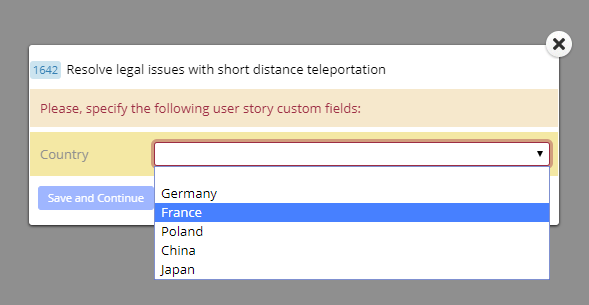 1642 Resolve legal issues with short distance teleportation
Please, specify the following user story custom fields:
Country
Save and Continue
Germany
France
Poland
China
Japan